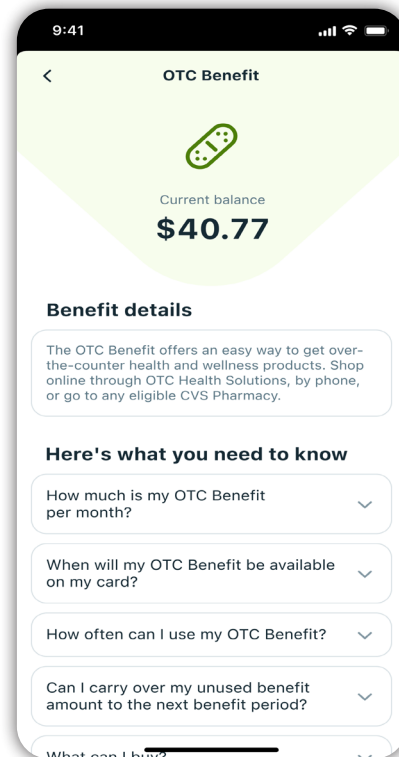 9:41
OTC Benefit
Current balance
$40.77
Benefit details
The OTC Benefit offers an easy way to get over-
the-counter health and wellness products. Shop
online through OTC Health Solutions, by phone,
or go to any eligible CVS Pharmacy.
Here's what you need to know
How much is my OTC Benefit
per month?
When will my OTC Benefit be available
on my card?
How often can I use my OTC Benefit?
Can I carry over my unused benefit
amount to the next benefit period?
What can I buy?